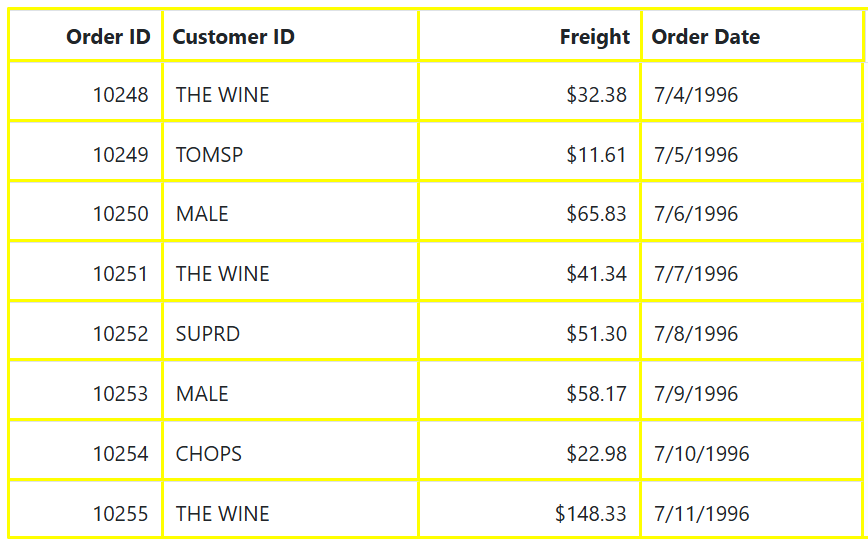 Order ID Customer ID Freight Order Date
10248 THE WINE $32.38 7/4/1996
10249 TOMSP $11.61 7/5/1996
10250 MALE $65.83 7/6/1996
10251 THE WINE $41.34 7/7/1996
10252 SUPRD $51.30 7/8/1996
10253 MALE $58.17 7/9/1996
10254 CHOPS $22.98 7/10/1996
10255 THE WINE $148.33 7/11/1996